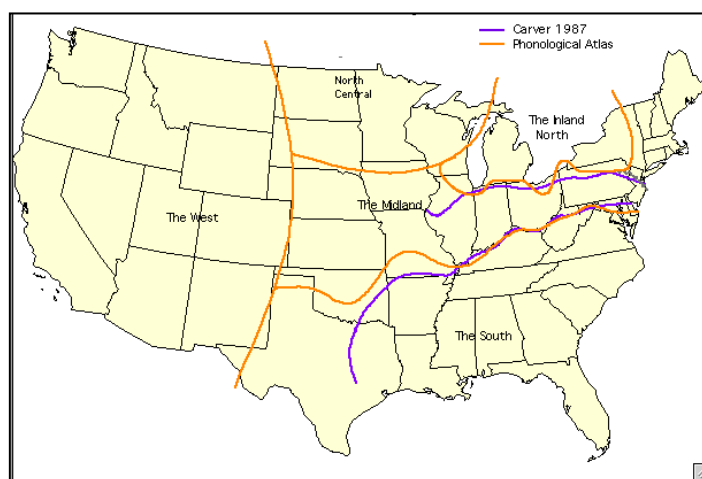 Carver 1987
Phonological Atlas
North
Central
The Inland
North
The Midland
The West
The South